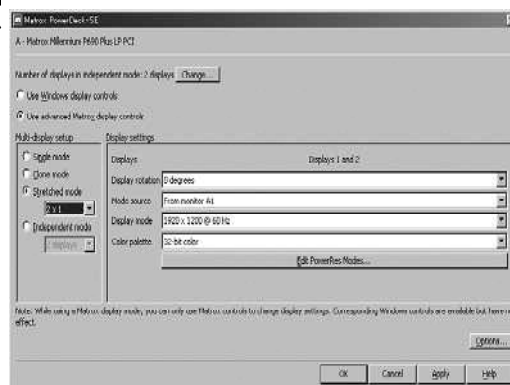 Matrox PowerDesk-SE
A - Matrox Millennium P690 Plus LP PCI
Number of displays in independent mode: 2 displays Change ...
Use Windows display controls
Use advanced Matrox display controls
Multi-display setup
Single mode
Clone mode
Stretched mode
2 x 1
Independent mode
2 displays
Display settings
Displays Displays 1 and 2
Display rotation 0 degrees
Mode source From monitor A1
Display mode 1920 x 1200 @ 60 Hz
Color palette 32-bit color
Edit PowerRes Modes...
Note: While using a Matrox display mode, you can only use Matrox controls to change display settings. Corresponding Windows controls are available but have n
effect.
Options...
OK Cancel Apply Help